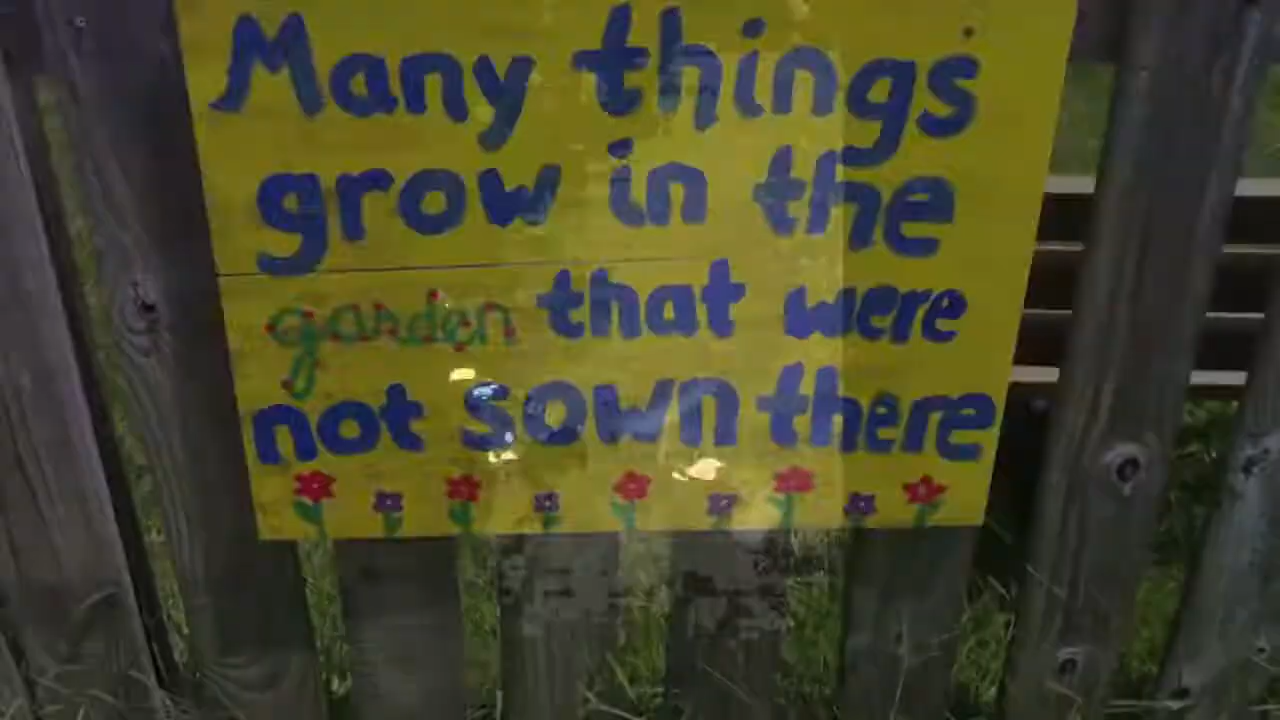 Many things
grow in the
garden that were
not sown there